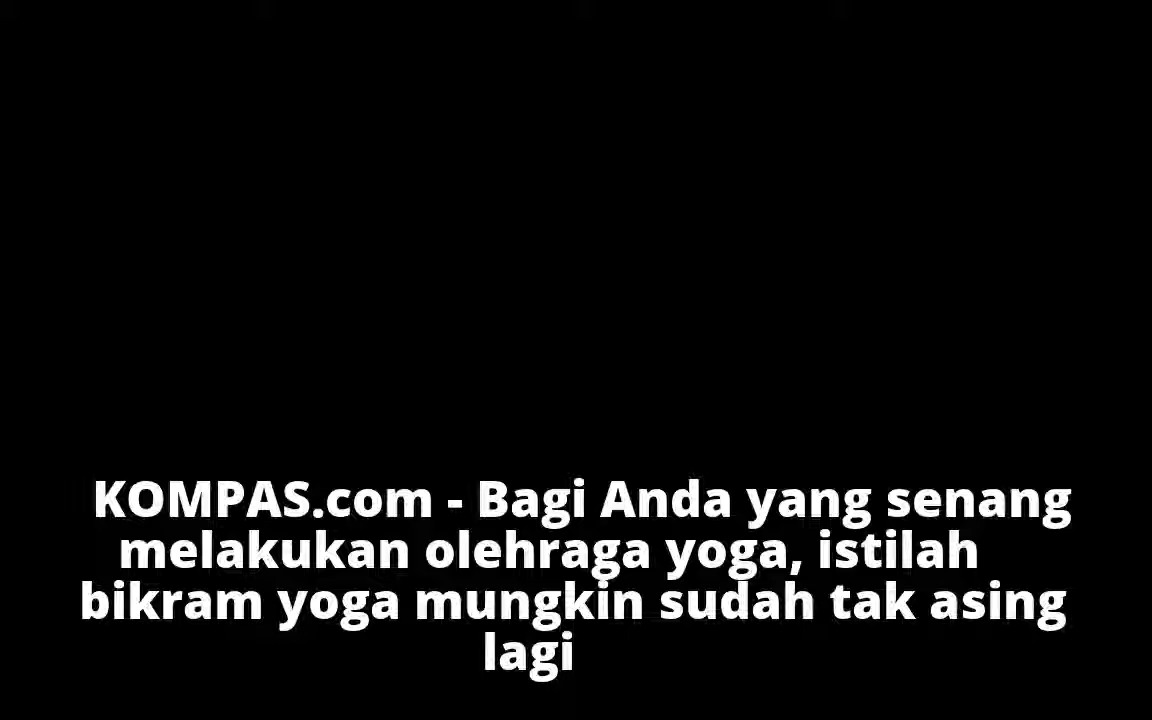 KOMPAS.com - Bagi Anda yang senang
melakukan olehraga yoga, istilah
bikram yoga mungkin sudah tak asing
lagi